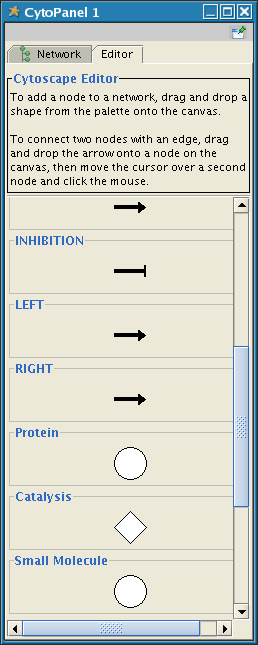 CytoPanel 1
Network
Editor
Cytoscape Editor
To add a node to a network, drag and drop a
shape from the palette onto the canvas.
To connect two nodes with an edge, drag
and drop the arrow onto a node on the
canvas, then move the cursor over a second
node and click the mouse.
INHIBITION
LEFT
RIGHT
Protein
Catalysis
Small Molecule